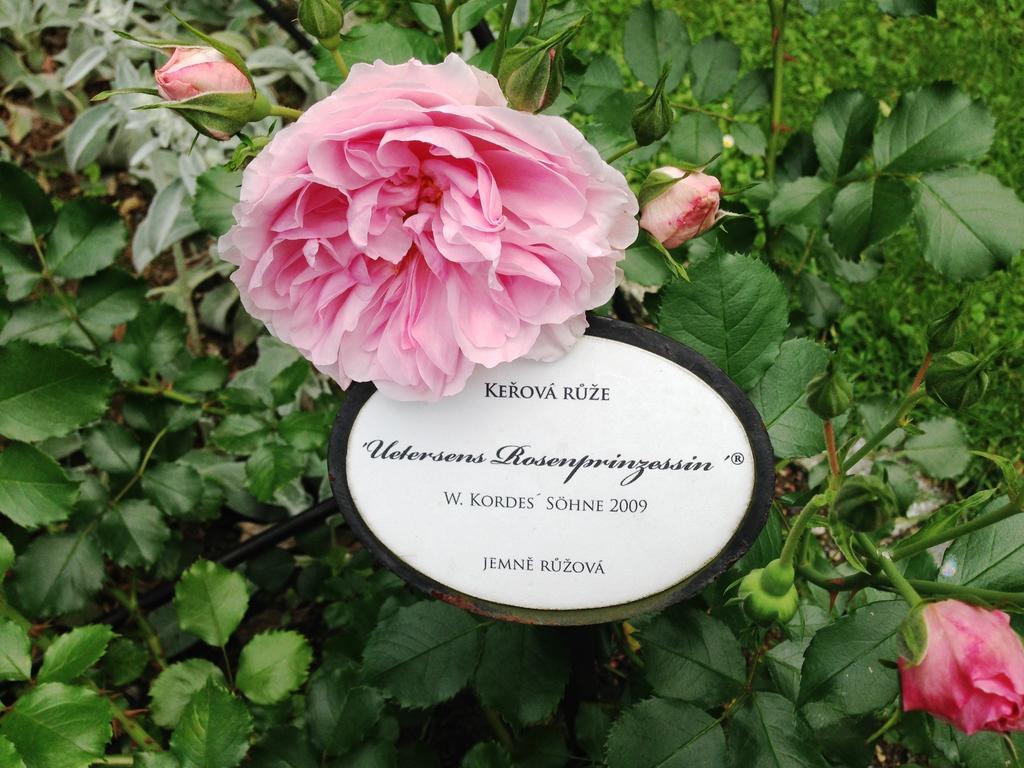 KEŘOVÁ RŮŽE
'Uetersens Rosenprinzessin'®
W. KORDES´ SÖHNE 2009
JEMNĚ RŮŽOVÁ